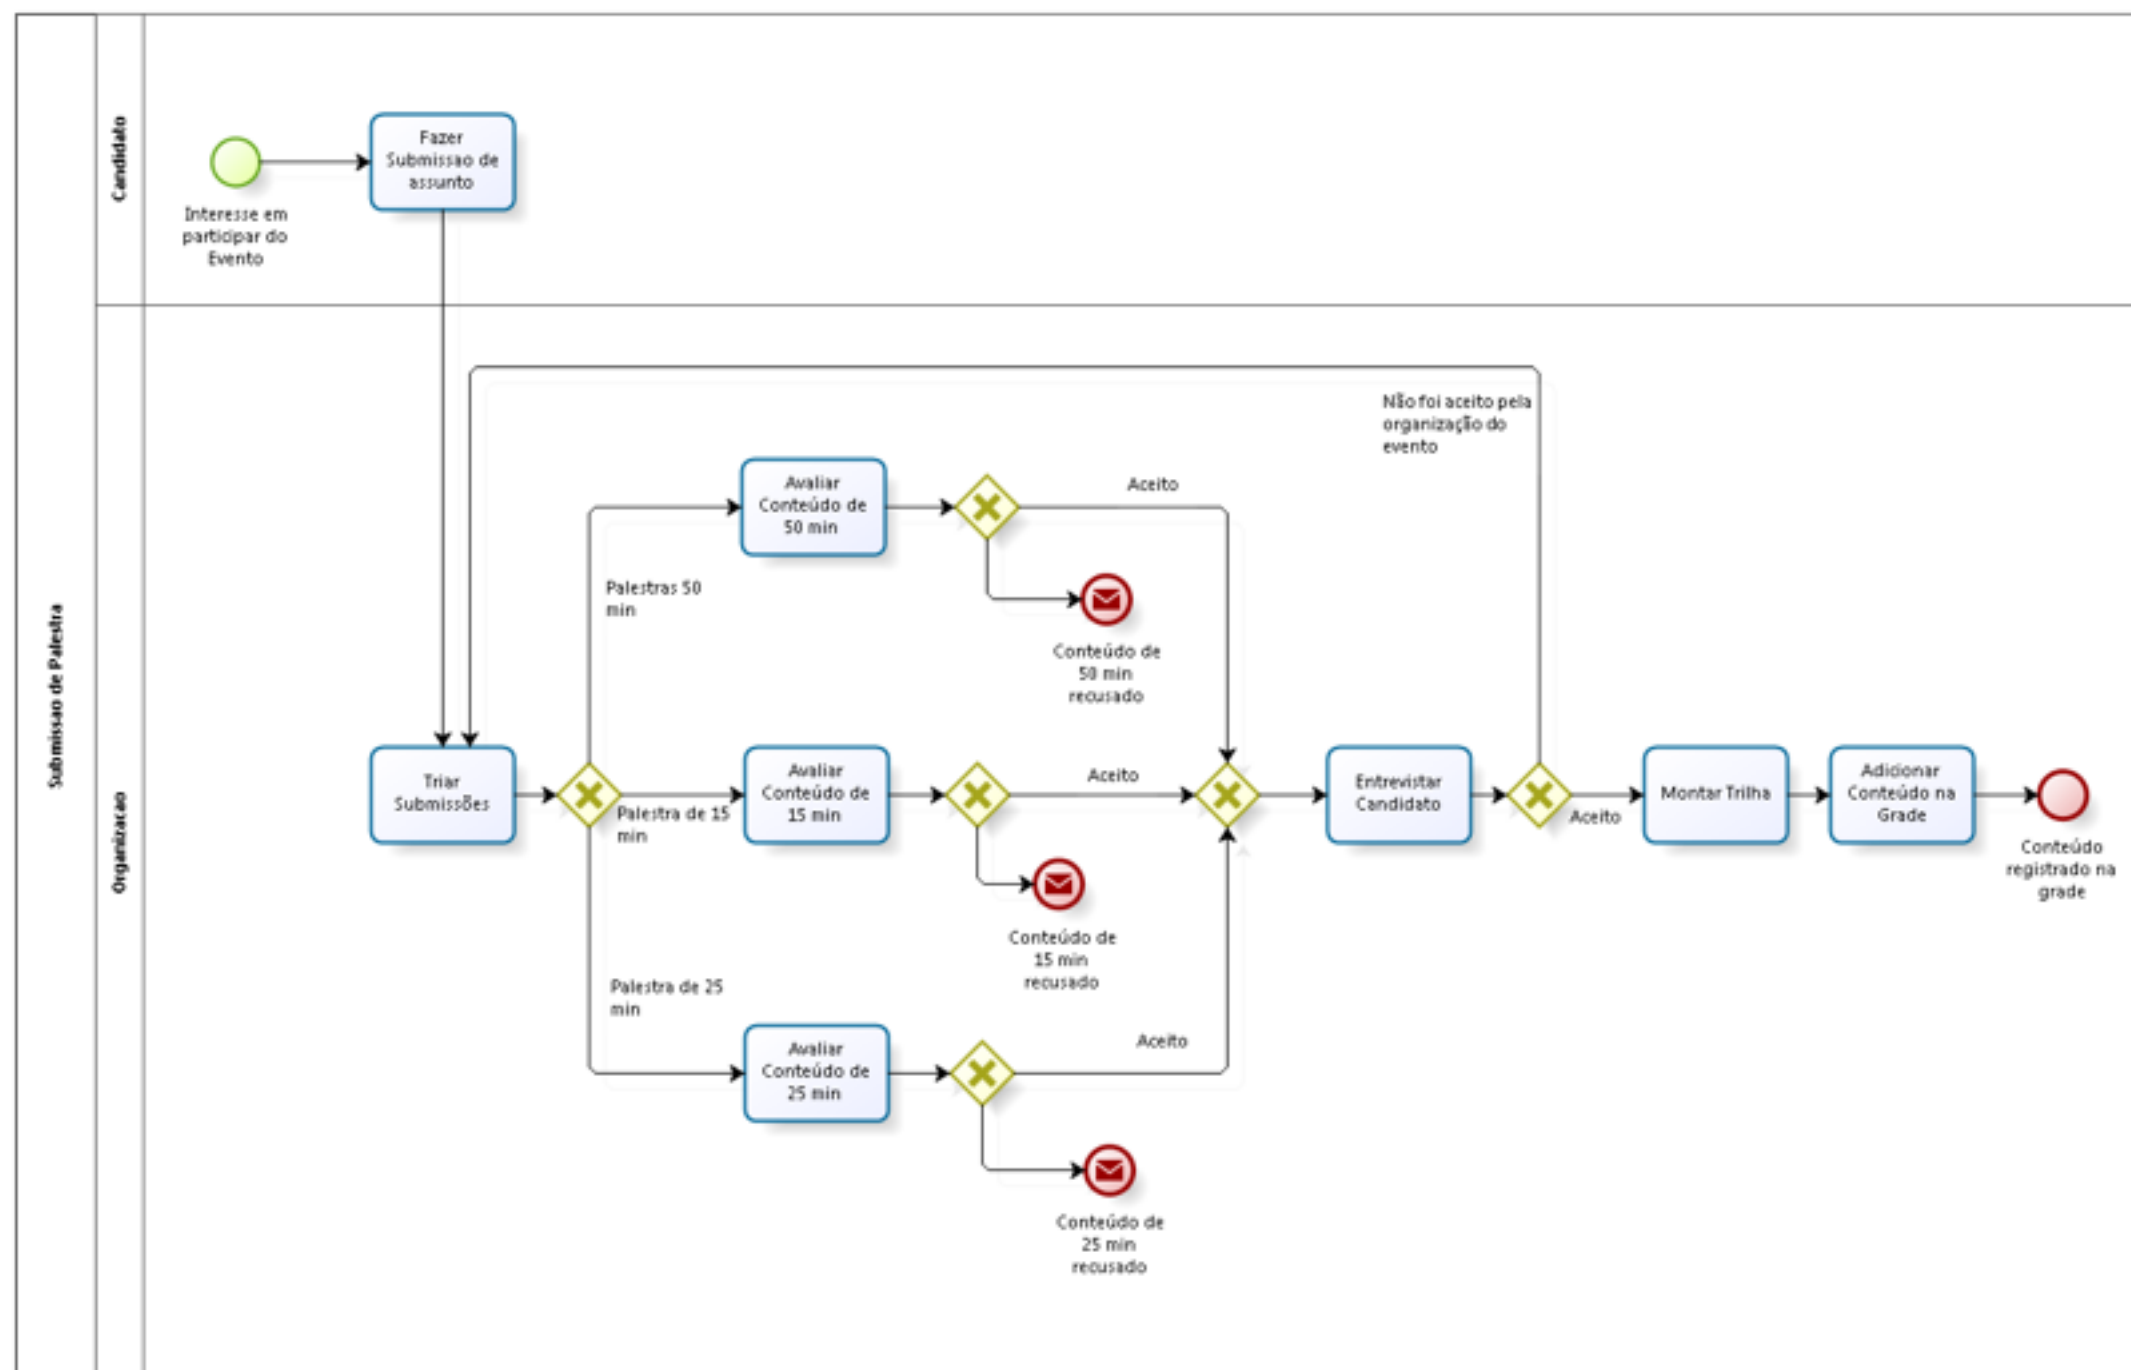 Submissao de Palestra
Candidato
Interesse em
participar do
Evento
Fazer
Submissao de
assunto
Organizacao
Não foi aceito pela
organização do
evento
Triar
Submissões
Palestras 50
min
Avaliar
Conteúdo de
50 min
Aceito
Conteúdo de
50 min
recusado
Palestra de 15
min
Avaliar
Conteúdo de
15 min
Aceito
Conteúdo de
15 min
recusado
Palestra de 25
min
Avaliar
Conteúdo de
25 min
Aceito
Conteúdo de
25 min
recusado
Entrevistar
Candidato
Aceito
Montar Trilha
Adicionar
Conteúdo na
Grade
Conteúdo
registrado na
grade